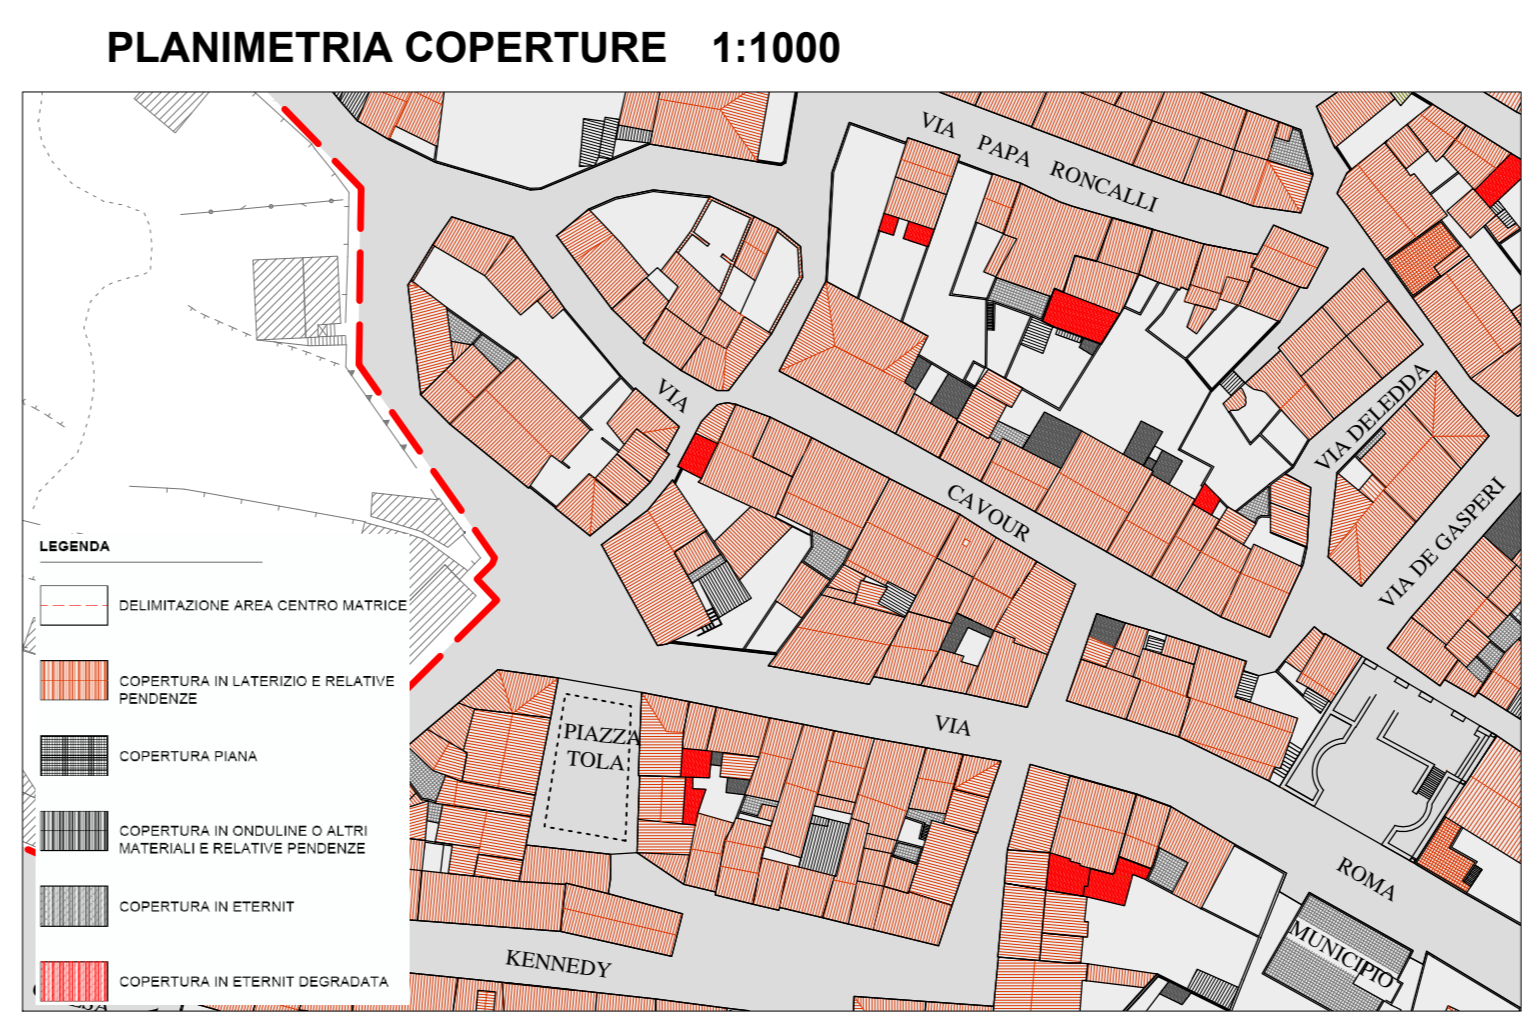 PLANIMETRIA COPERTURE 1:1000
VIA PAPA RONCALLI
VIA
CAVOUR
VIA DELEDDA
VIA DE GASPERI
LEGENDA
DELIMITAZIONE AREA CENTRO MATRICE
COPERTURA IN LATERIZIO E RELATIVE
PENDENZE
COPERTURA PIANA
COPERTURA IN ONDULINE O ALTRI
MATERIALI E RELATIVE PENDENZE
COPERTURA IN ETERNIT
COPERTURA IN ETERNIT DEGRADATA
PIAZZA
TOLA
VIA
ROMA
MUNICIPIO
KENNEDY